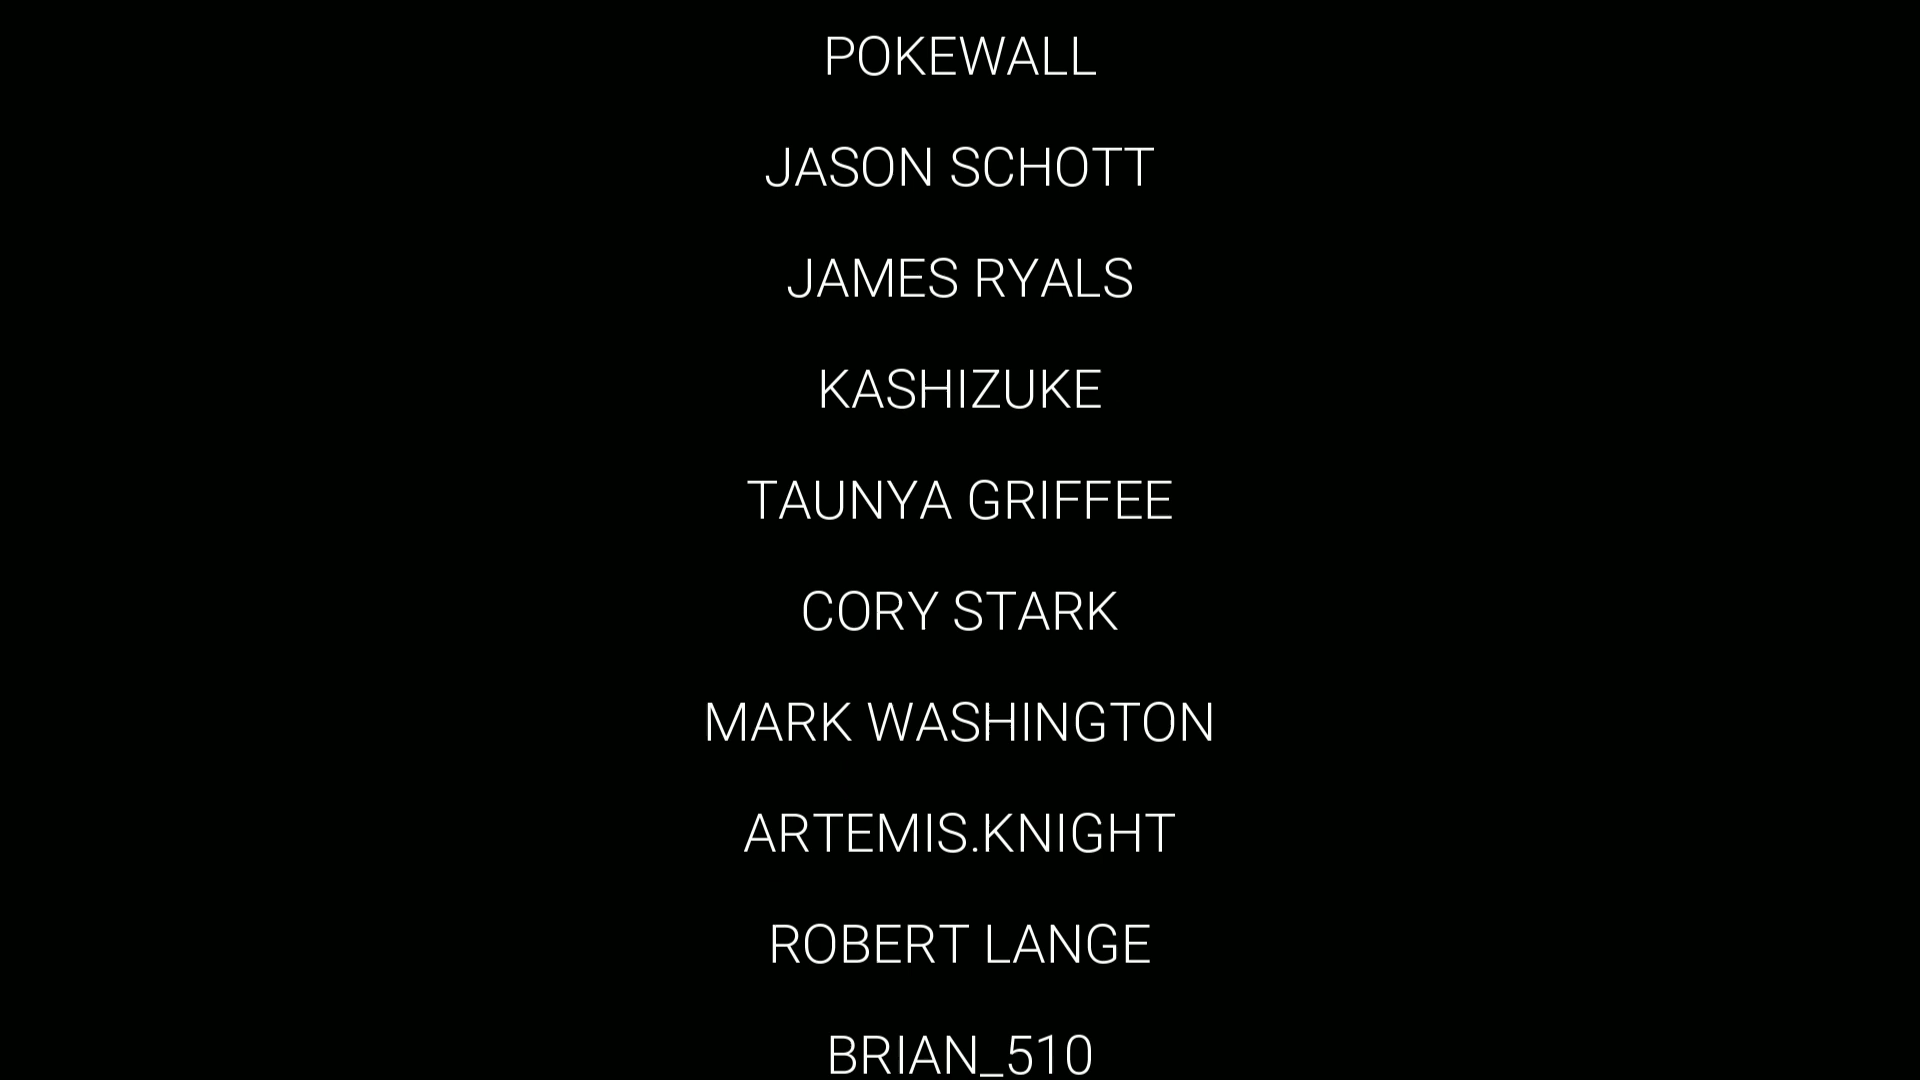 POKEWALL
JASON SCHOTT
JAMES RYALS
KASHIZUKE
TAUNYA GRIFFEE
CORY STARK
MARK WASHINGTON
ARTEMIS.KNIGHT
ROBERT LANGE
BRIAN_510